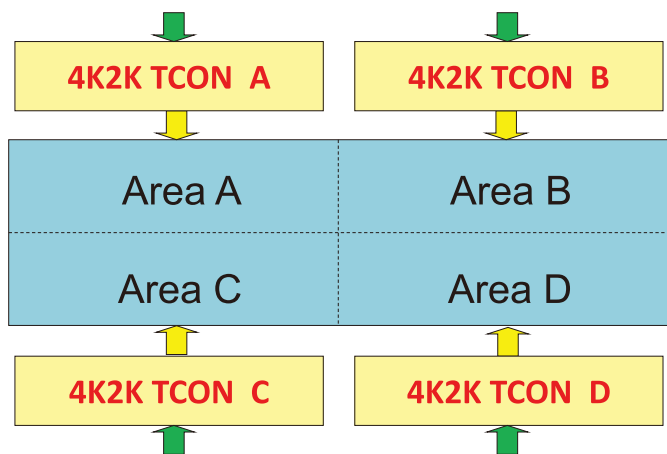 4K2K TCON A
4K2K TCON B
Area A
Area B
Area C
Area D
4K2K TCON C
4K2K TCON D